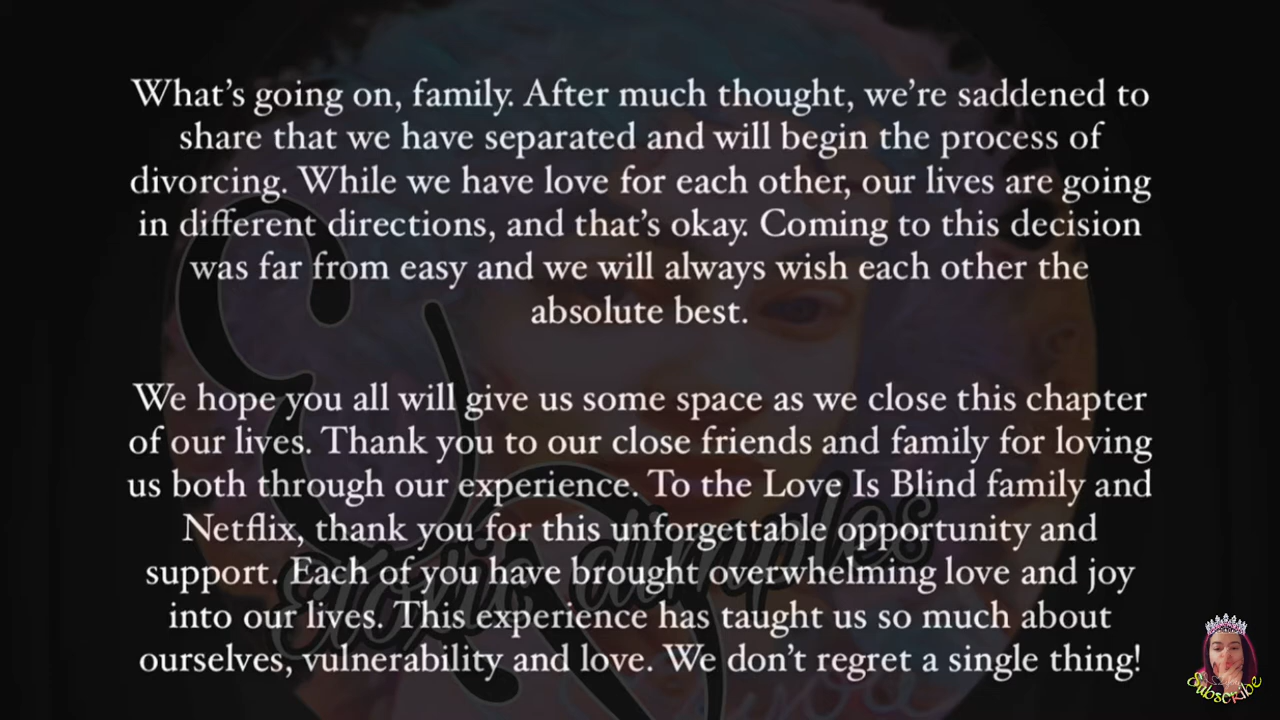 What's going on, family. After much thought, we're saddened to
share that we have separated and will begin the process of
divorcing. While we have love for each other, our lives are going
in different directions, and that's okay. Coming to this decision
was far from easy and we will always wish each other the
absolute best.
We hope you all will give us some space as we close this chapter
of our lives. Thank you to our close friends and family for loving
us both through our experience. To the Love Is Blind family and
Netflix, thank you for this unforgettable opportunity and
support. Each of you have brought overwhelming love and joy
into our lives. This experience has taught us so much about
ourselves, vulnerability and love. We don't regret a single thing!
dimples
Subscribe